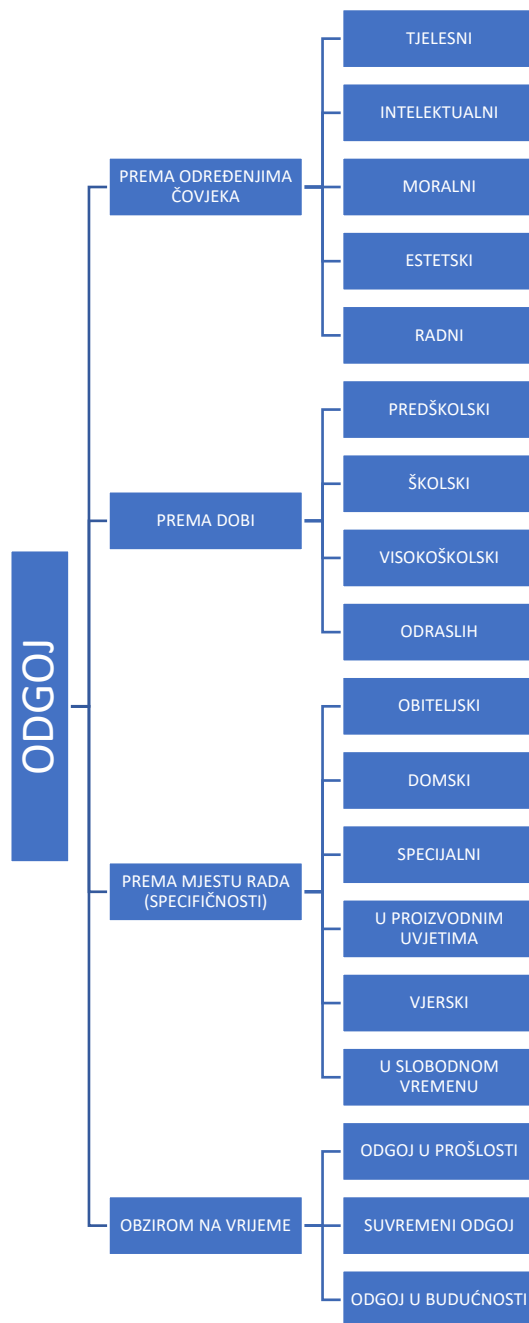 ODGOJ
PREMA ODREĐENJIMA
ČOVJEKA
TJELESNI
INTELEKTUALNI
MORALNI
ESTETSKI
RADNI
PREMA DOBI
PREDŠKOLSKI
ŠKOLSKI
VISOKOŠKOLSKI
ODRASLIH
PREMA MJESTU RADA
(SPECIFIČNOSTI)
OBITELJSKI
DOMSKI
SPECIJALNI
U PROIZVODNIM
UVJETIMA
VJERSKI
U SLOBODNOM
VREMENU
OBZIROM NA VRIJEME
ODGOJ U PROŠLOSTI
SUVREMENI ODGOJ
ODGOJ U BUDUĆNOSTI